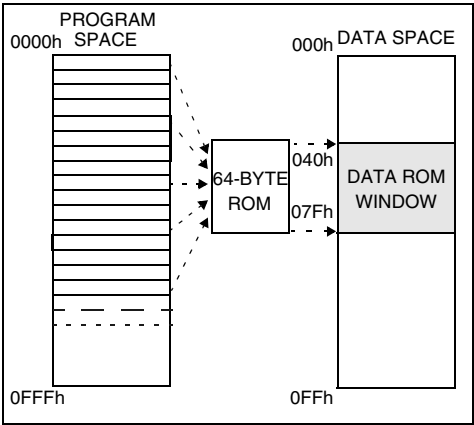 PROGRAM
SPACE
0000h
000h
DATA SPACE
64-BYTE
ROM
040h
07Fh
DATA ROM
WINDOW
0FFFh
0FFh